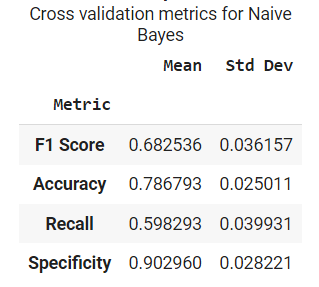 Cross validation metrics for Naive
Bayes
Mean Std Dev
Metric
F1 Score 0.682536 0.036157
Accuracy 0.786793 0.025011
Recall 0.598293 0.039931
Specificity 0.902960 0.028221